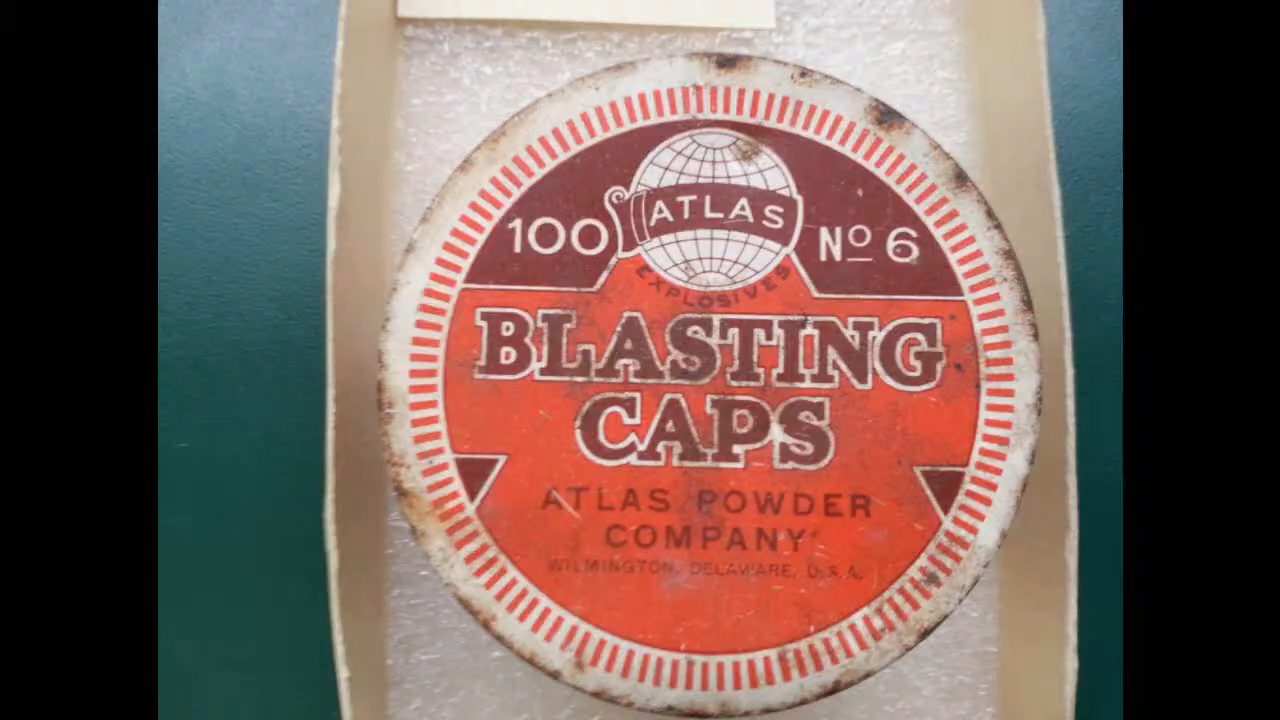 ATLAS
100 Nº 6
EXPLOSIVES
BLASTING
CAPS
ATLAS POWDER
COMPANY
WILMINGTON, DELAWARE, U.S.A.